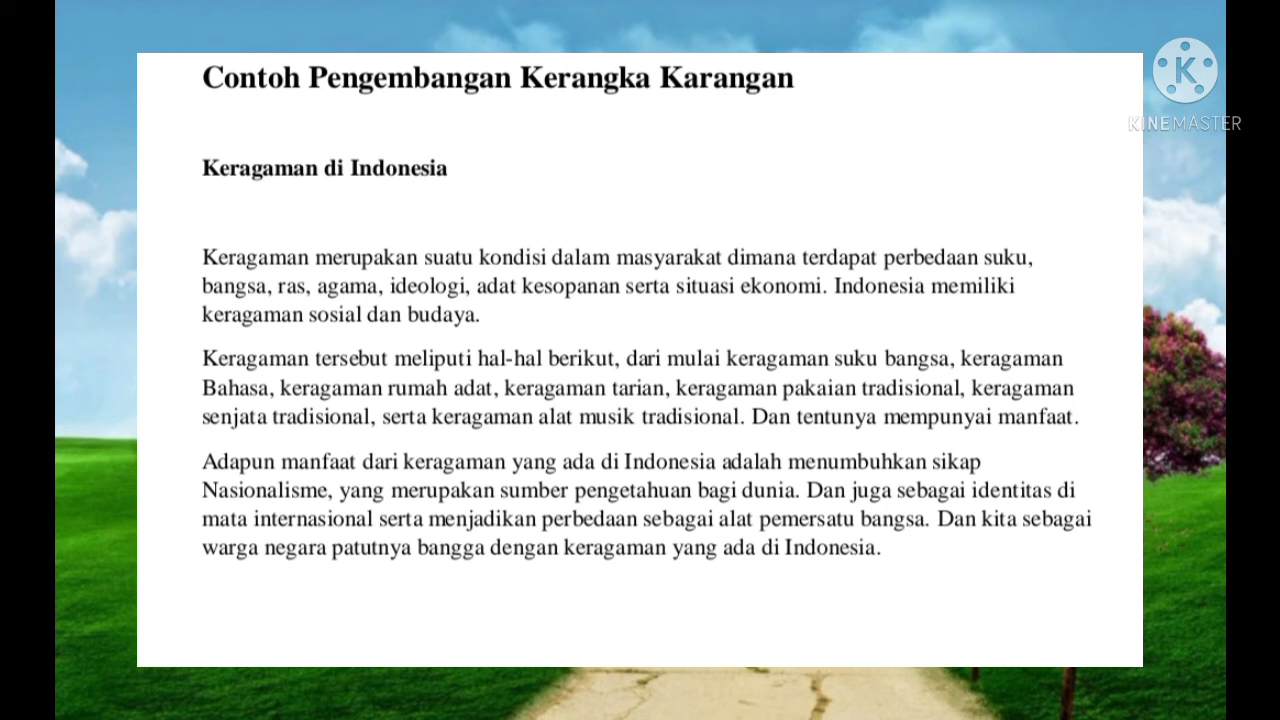 Contoh Pengembangan Kerangka Karangan
K
KINEMASTER
Keragaman di Indonesia
Keragaman merupakan suatu kondisi dalam masyarakat dimana terdapat perbedaan suku,
bangsa, ras, agama, ideologi, adat kesopanan serta situasi ekonomi. Indonesia memiliki
keragaman sosial dan budaya.
Keragaman tersebut meliputi hal-hal berikut, dari mulai keragaman suku bangsa, keragaman
Bahasa, keragaman rumah adat, keragaman tarian, keragaman pakaian tradisional, keragaman
senjata tradisional, serta keragaman alat musik tradisional. Dan tentunya mempunyai manfaat.
Adapun manfaat dari keragaman yang ada di Indonesia adalah menumbuhkan sikap
Nasionalisme, yang merupakan sumber pengetahuan bagi dunia. Dan juga sebagai identitas di
mata internasional serta menjadikan perbedaan sebagai alat pemersatu bangsa. Dan kita sebagai
warga negara patutnya bangga dengan keragaman yang ada di Indonesia.